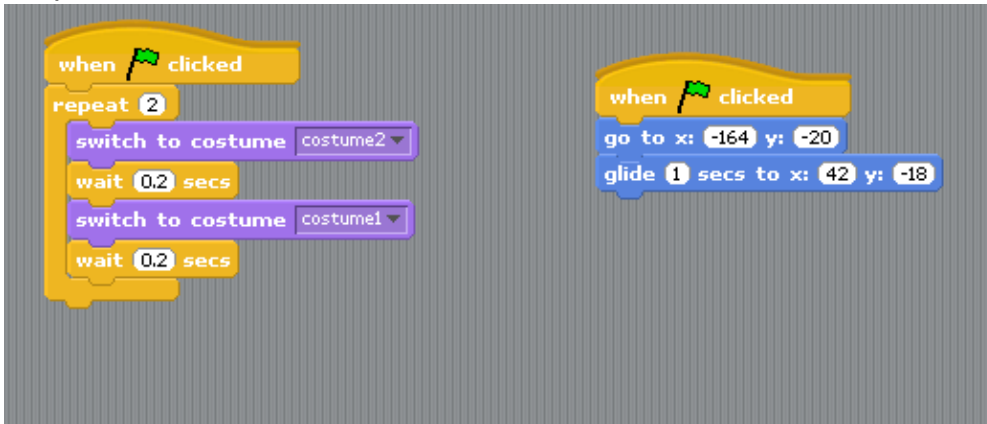 when clicked
repeat 2
switch to costume costume2
wait 0.2 secs
switch to costume costume1
wait 0.2 secs
when clicked
go to x: -164 y: -20
glide 1 secs to x: 42 y: -18